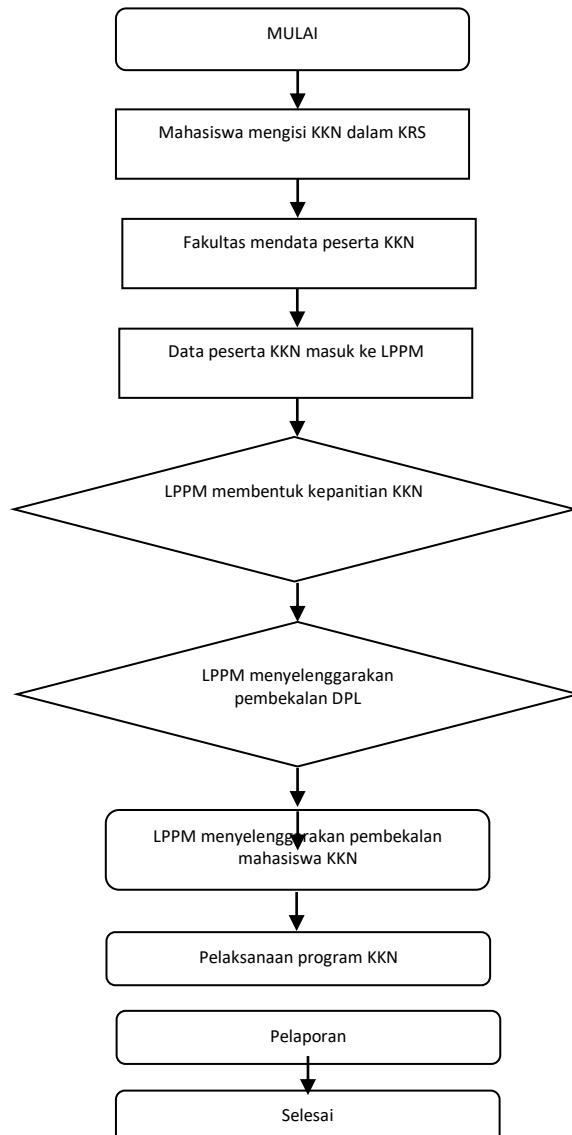 MULAI
Mahasiswa mengisi KKN dalam KRS
Fakultas mendata peserta KKN
Data peserta KKN masuk ke LPPM
LPPM membentuk kepanitian KKN
LPPM menyelenggarakan
pembekalan DPL
LPPM menyelenggarakan pembekalan
mahasiswa KKN
Pelaksanaan program KKN
Pelaporan
Selesai